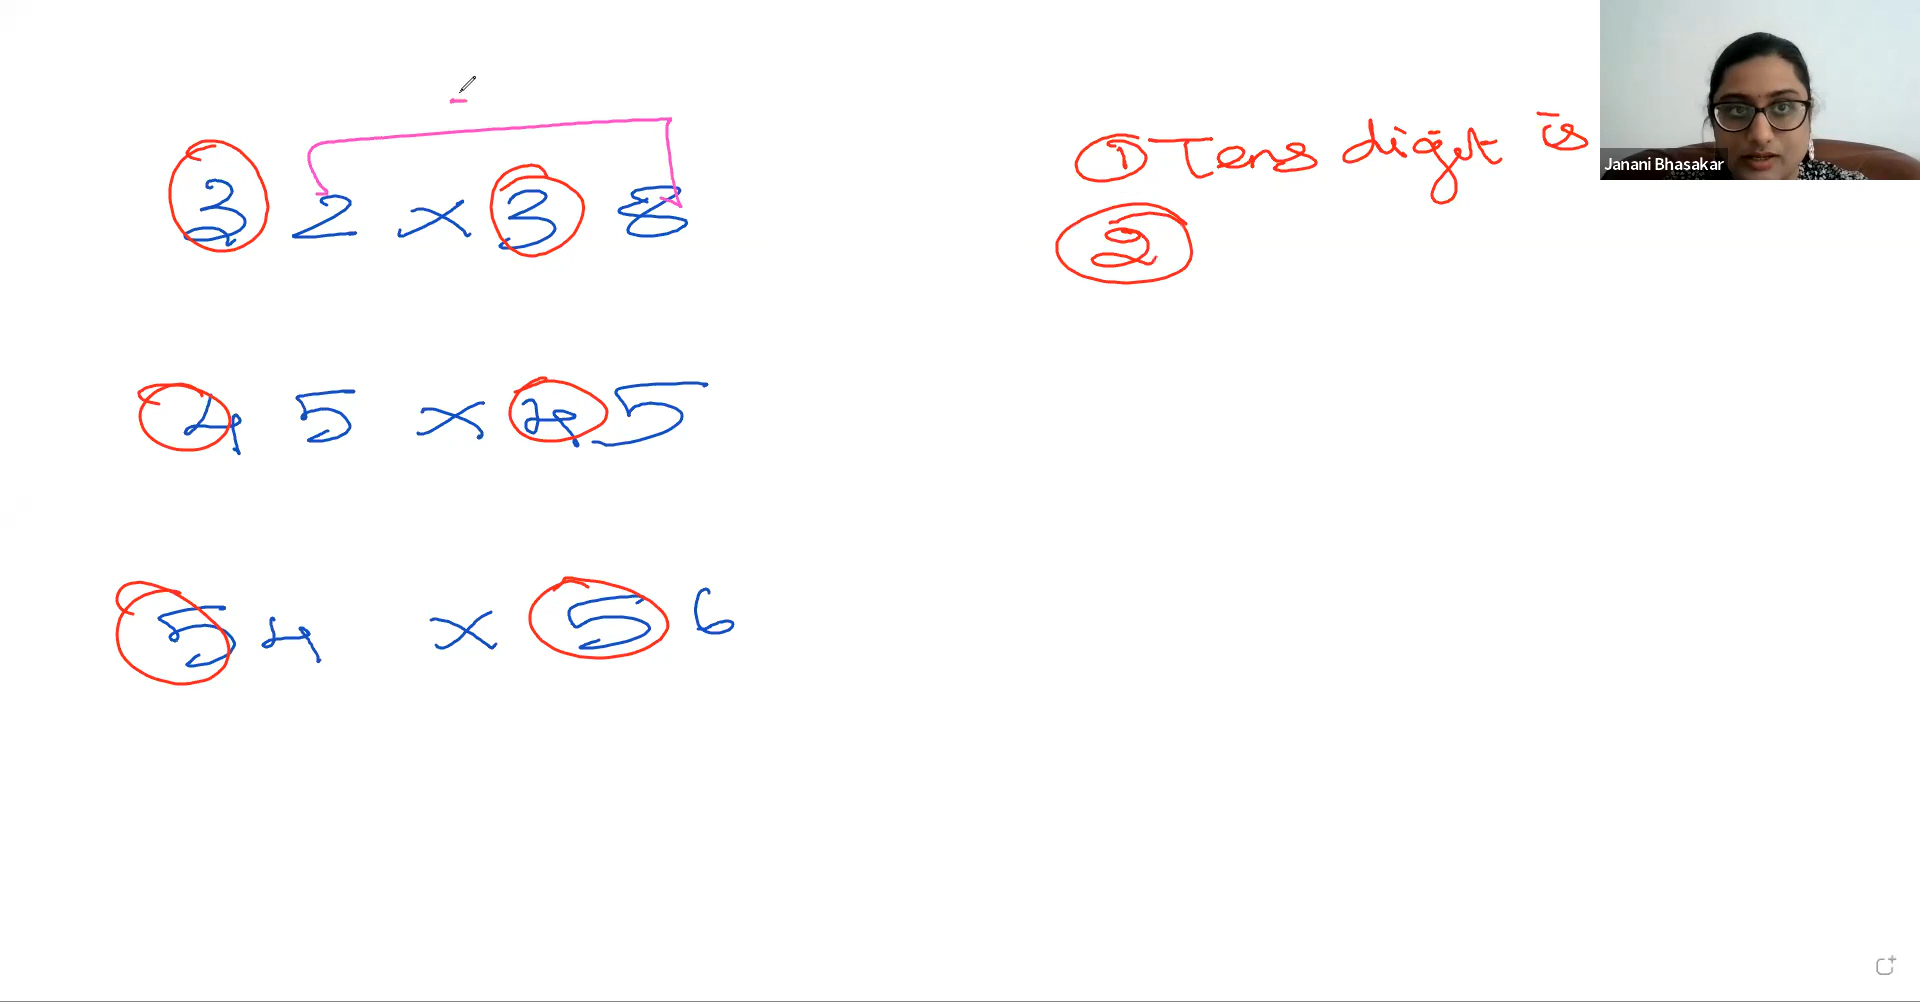 32 × 38
① Tens digit is
②
45 × 45
54 × 56
Janani Bhasakar